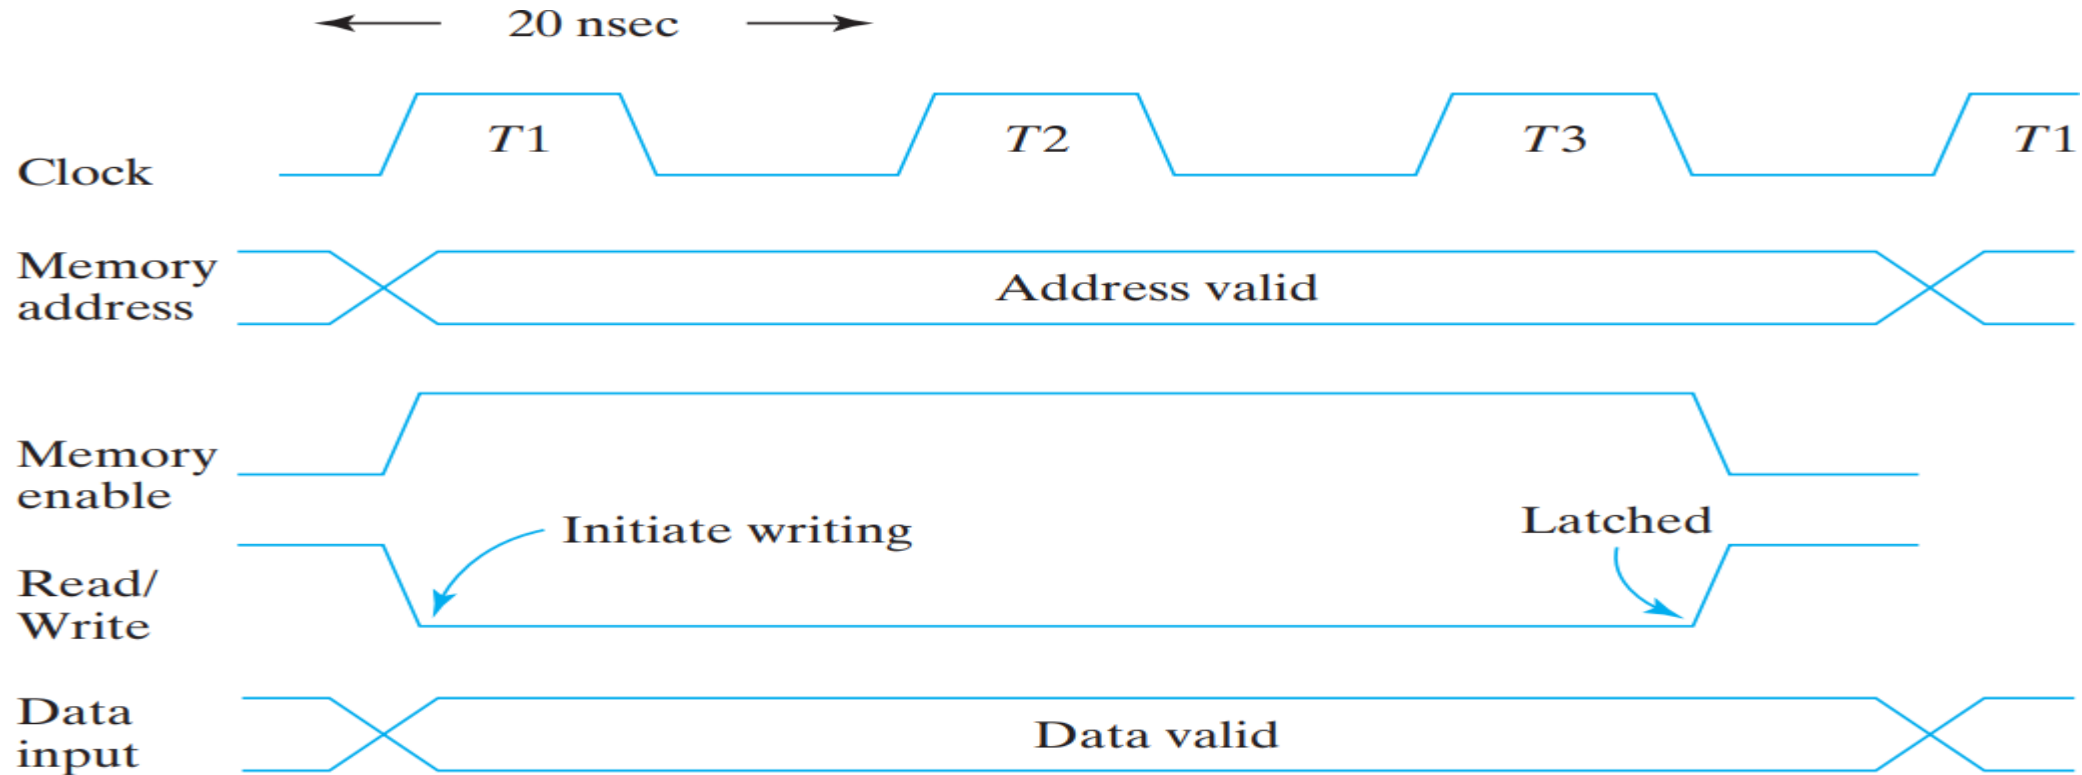 20 nsec
T1
T2
T3
T1
Clock
Memory
address
Address valid
Memory
enable
Initiate writing
Latched
Read/
Write
Data
input
Data valid